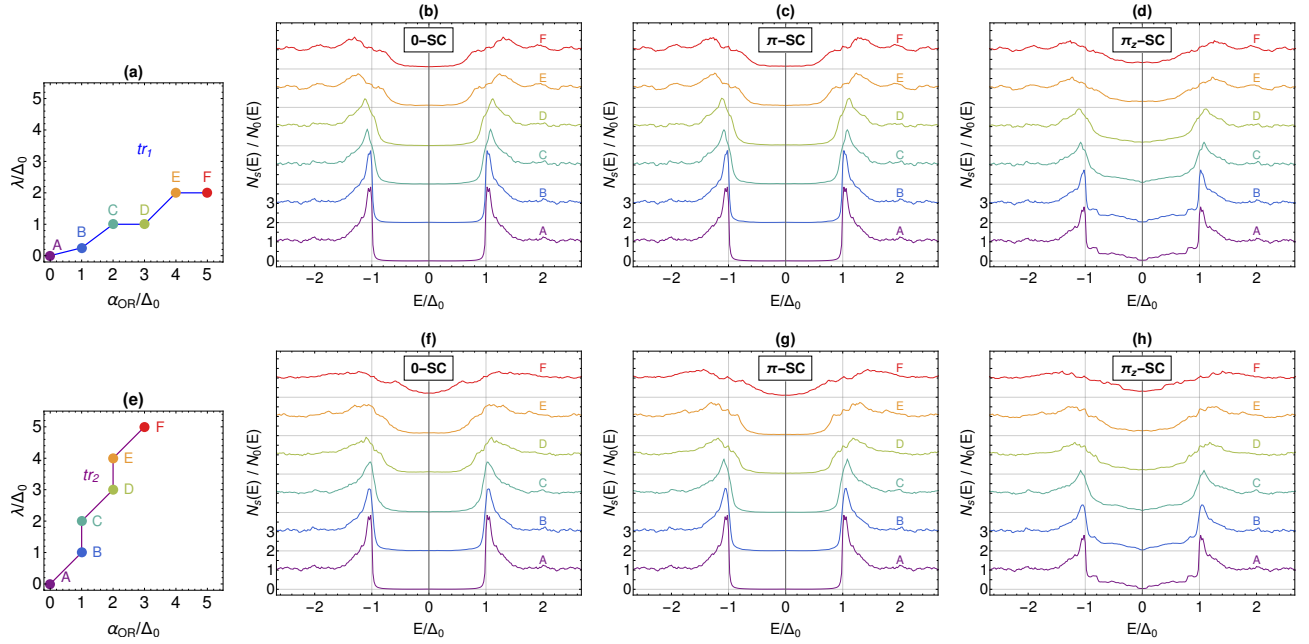 (a)
tr1
A
B
C
D
E
F
0
1
2
3
4
5
0
1
2
3
4
5
λ/Δ0
αOR/Δ0
(b)
0-SC
F
E
D
C
B
A
3
2
1
0
Ns(E) / N0(E)
−2
−1
0
1
2
E/Δ0
(c)
π-SC
F
E
D
C
B
A
3
2
1
0
Ns(E) / N0(E)
−2
−1
0
1
2
E/Δ0
(d)
πz-SC
F
E
D
C
B
A
3
2
1
0
Ns(E) / N0(E)
−2
−1
0
1
2
E/Δ0
(e)
tr2
A
B
C
D
E
F
0
1
2
3
4
5
0
1
2
3
4
5
λ/Δ0
αOR/Δ0
(f)
0-SC
F
E
D
C
B
A
3
2
1
0
Ns(E) / N0(E)
−2
−1
0
1
2
E/Δ0
(g)
π-SC
F
E
D
C
B
A
3
2
1
0
Ns(E) / N0(E)
−2
−1
0
1
2
E/Δ0
(h)
πz-SC
F
E
D
C
B
A
3
2
1
0
Ns(E) / N0(E)
−2
−1
0
1
2
E/Δ0